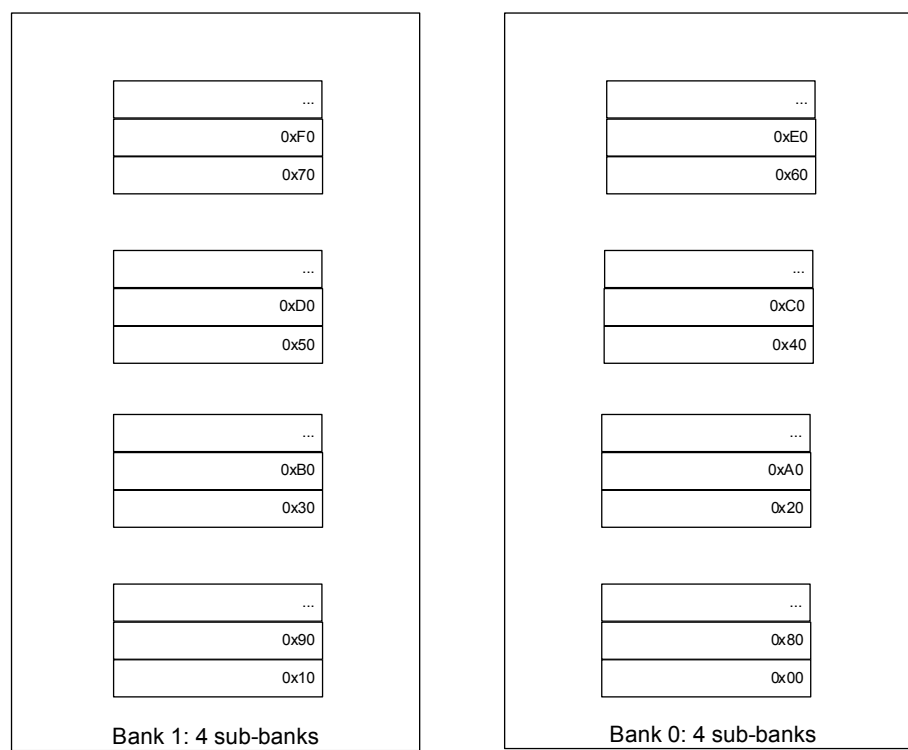 ...
0xF0
0x70
...
0xD0
0x50
...
0xB0
0x30
...
0x90
0x10
Bank 1: 4 sub-banks
...
0xE0
0x60
...
0xC0
0x40
...
0xA0
0x20
...
0x80
0x00
Bank 0: 4 sub-banks